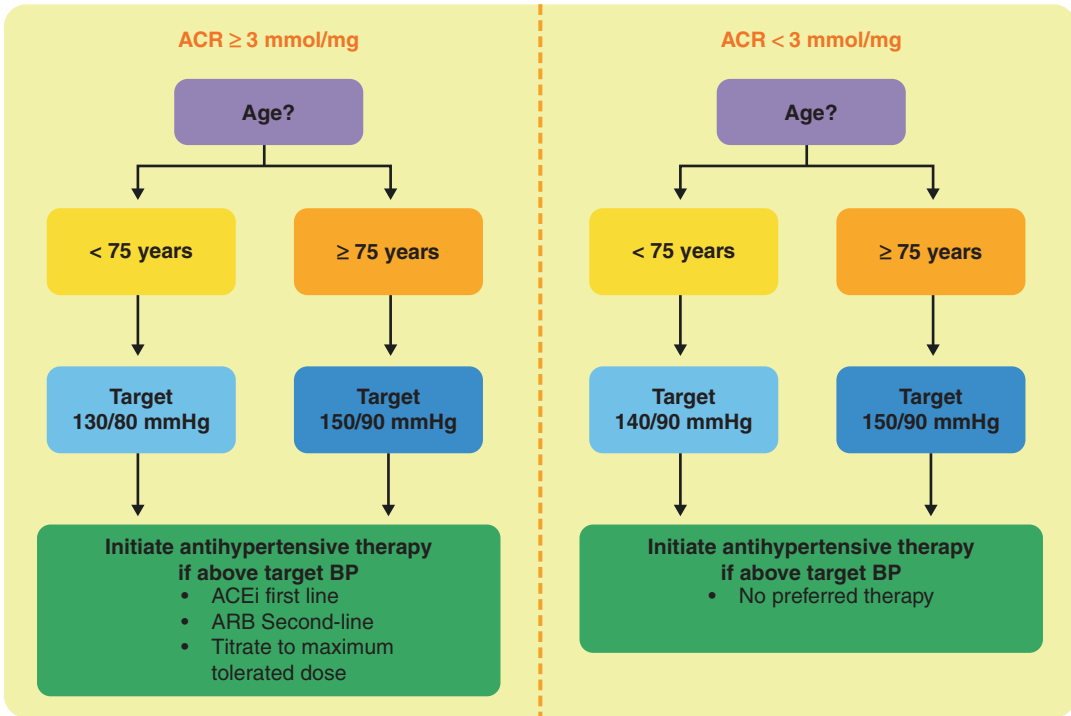 ACR ≥ 3 mmol/mg
Age?
< 75 years
≥ 75 years
Target
130/80 mmHg
Target
150/90 mmHg
Initiate antihypertensive therapy
if above target BP
• ACEi first line
• ARB Second-line
• Titrate to maximum
tolerated dose
ACR < 3 mmol/mg
Age?
< 75 years
≥ 75 years
Target
140/90 mmHg
Target
150/90 mmHg
Initiate antihypertensive therapy
if above target BP
• No preferred therapy